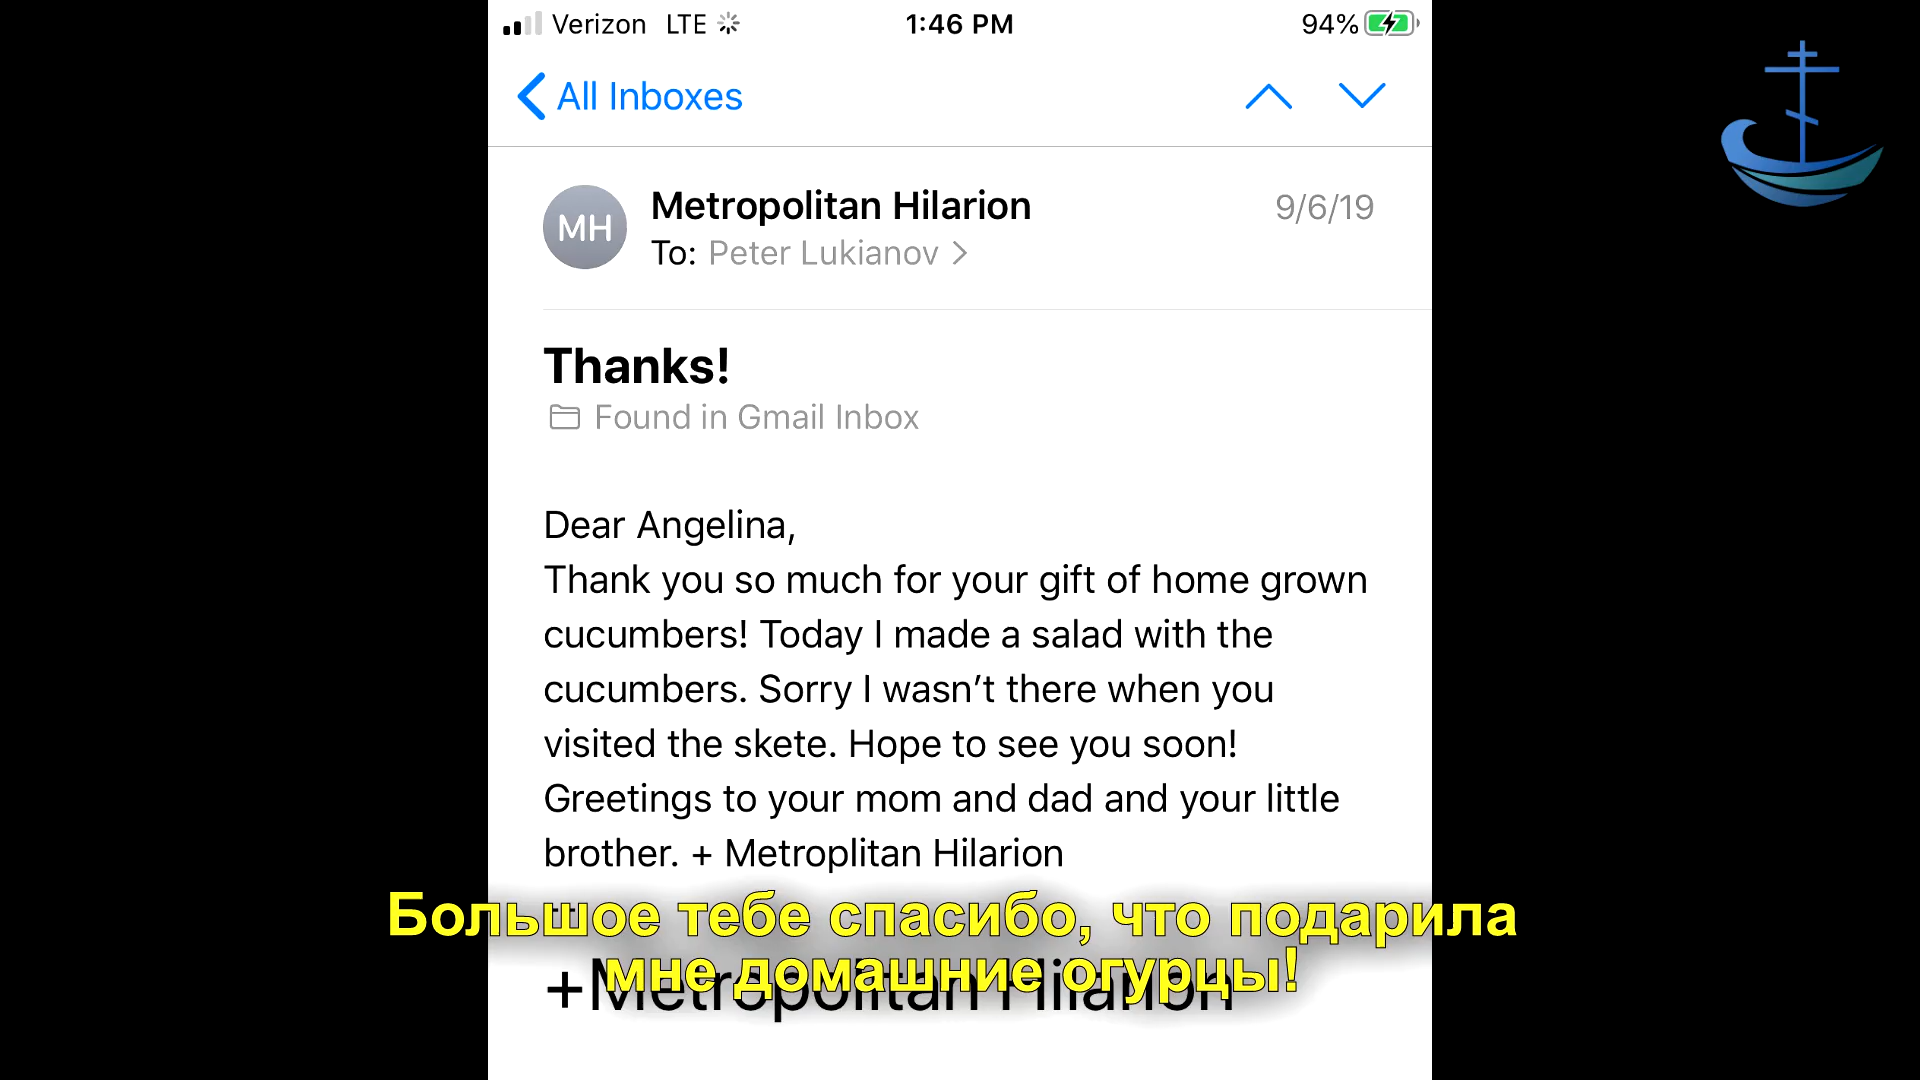 Verizon LTE 1:46 PM 94%
All Inboxes
MH
Metropolitan Hilarion 9/6/19
To: Peter Lukianov
Thanks!
Found in Gmail Inbox
Dear Angelina,
Thank you so much for your gift of home grown
cucumbers! Today I made a salad with the
cucumbers. Sorry I wasn’t there when you
visited the skete. Hope to see you soon!
Greetings to your mom and dad and your little
brother. + Metroplitan Hilarion
--
Большое тебе спасибо, что подарила
мне домашние огурцы!
+Metropolitan Hilarion